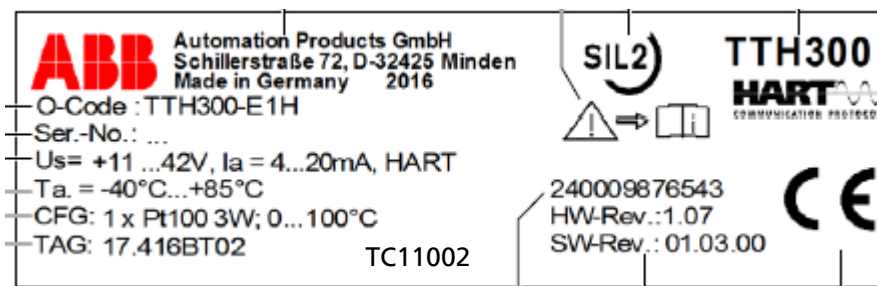 ABB
Automation Products GmbH
Schillerstraße 72, D-32425 Minden
Made in Germany 2016
SIL2
TTH300
HART
COMMUNICATION PROTOCO
O-Code : TTH300-E1H
Ser.-No.: ...
Us= +11 ...42V, Ia = 4...20mA, HART
Ta. = -40°C...+85°C
CFG: 1 x Pt100 3W; 0...100°C
TAG: 17.416BT02
TC11002
240009876543
HW-Rev.:1.07
SW-Rev.: 01.03.00
CE